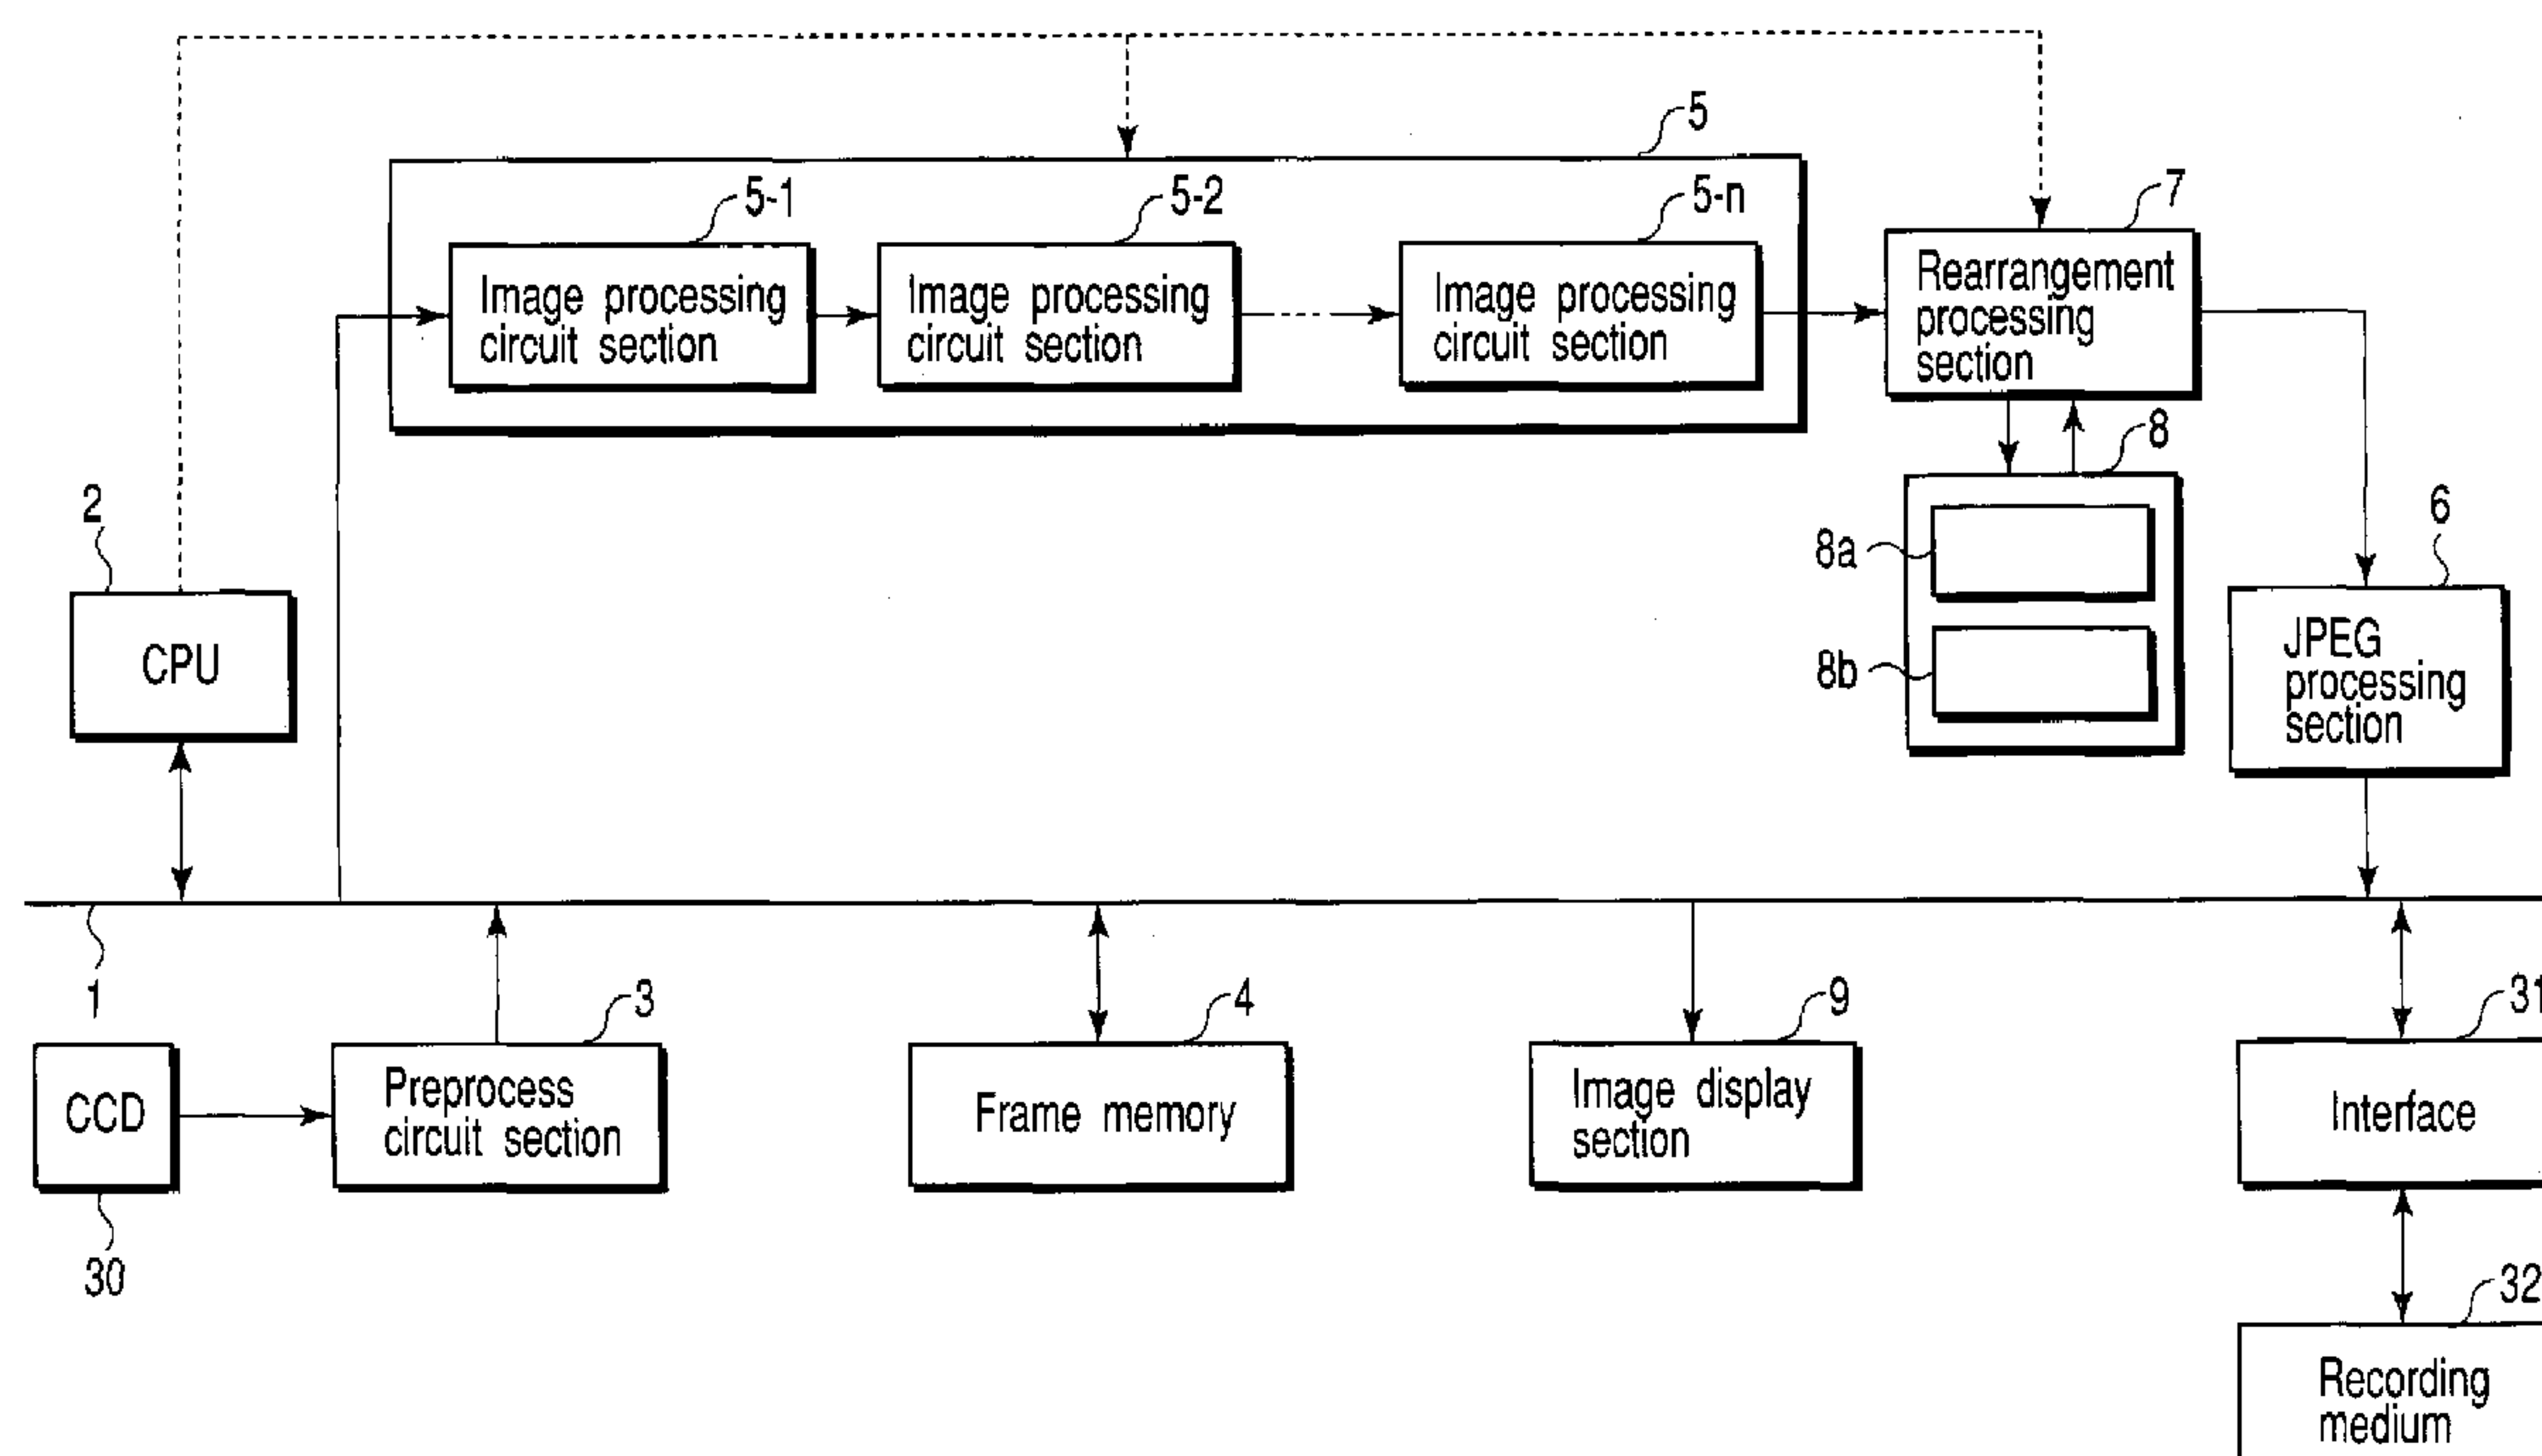 5
5-1
5-2
5-n
7
Image processing
circuit section
Image processing
circuit section
Image processing
circuit section
Rearrangement
processing
section
8
2
8a
6
CPU
8b
JPEG
processing
section
1
3
4
9
31
CCD
Preprocess
circuit section
Frame memory
Image display
section
Interface
30
32
Recording
medium